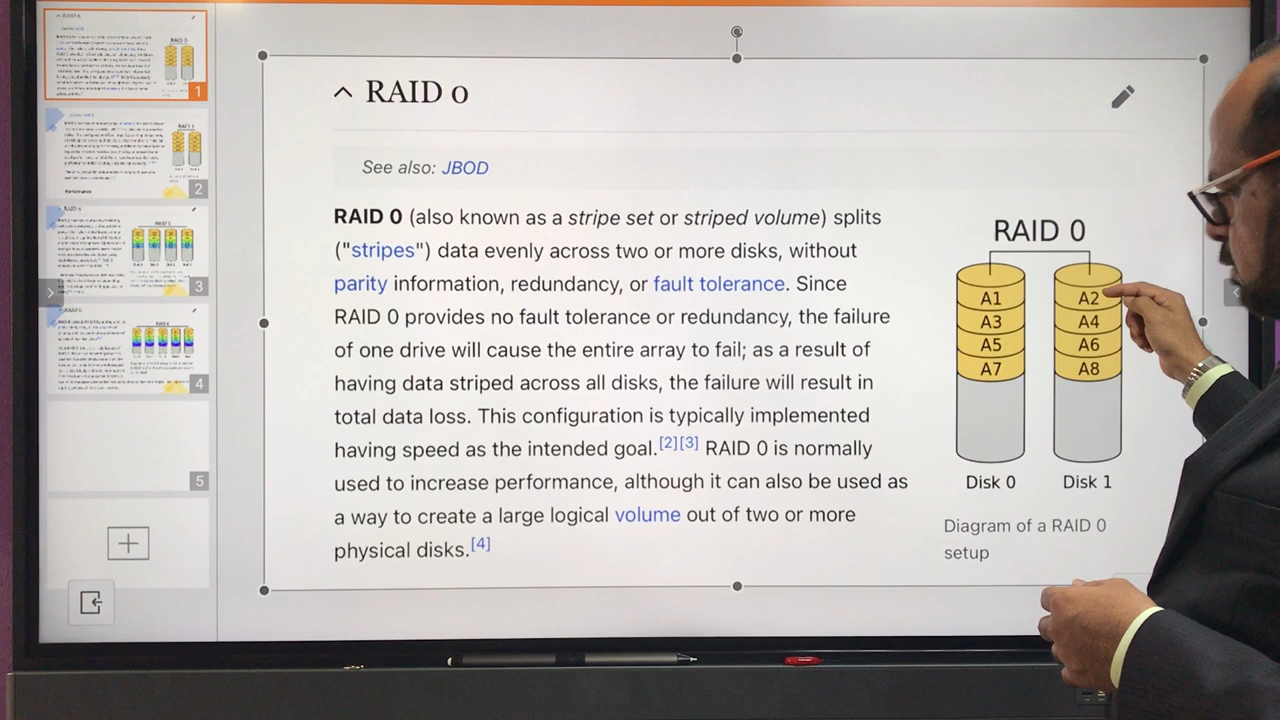 RAID 0
See also: JBOD
RAID 0 (also known as a stripe set or striped volume) splits
("stripes") data evenly across two or more disks, without
parity information, redundancy, or fault tolerance. Since
RAID 0 provides no fault tolerance or redundancy, the failure
of one drive will cause the entire array to fail; as a result of
having data striped across all disks, the failure will result in
total data loss. This configuration is typically implemented
having speed as the intended goal.[2][3] RAID 0 is normally
used to increase performance, although it can also be used as
a way to create a large logical volume out of two or more
physical disks.[4]
RAID 0
A1 A2
A3 A4
A5 A6
A7 A8
Disk 0 Disk 1
Diagram of a RAID 0
setup
1
2
Performance
3
4
5